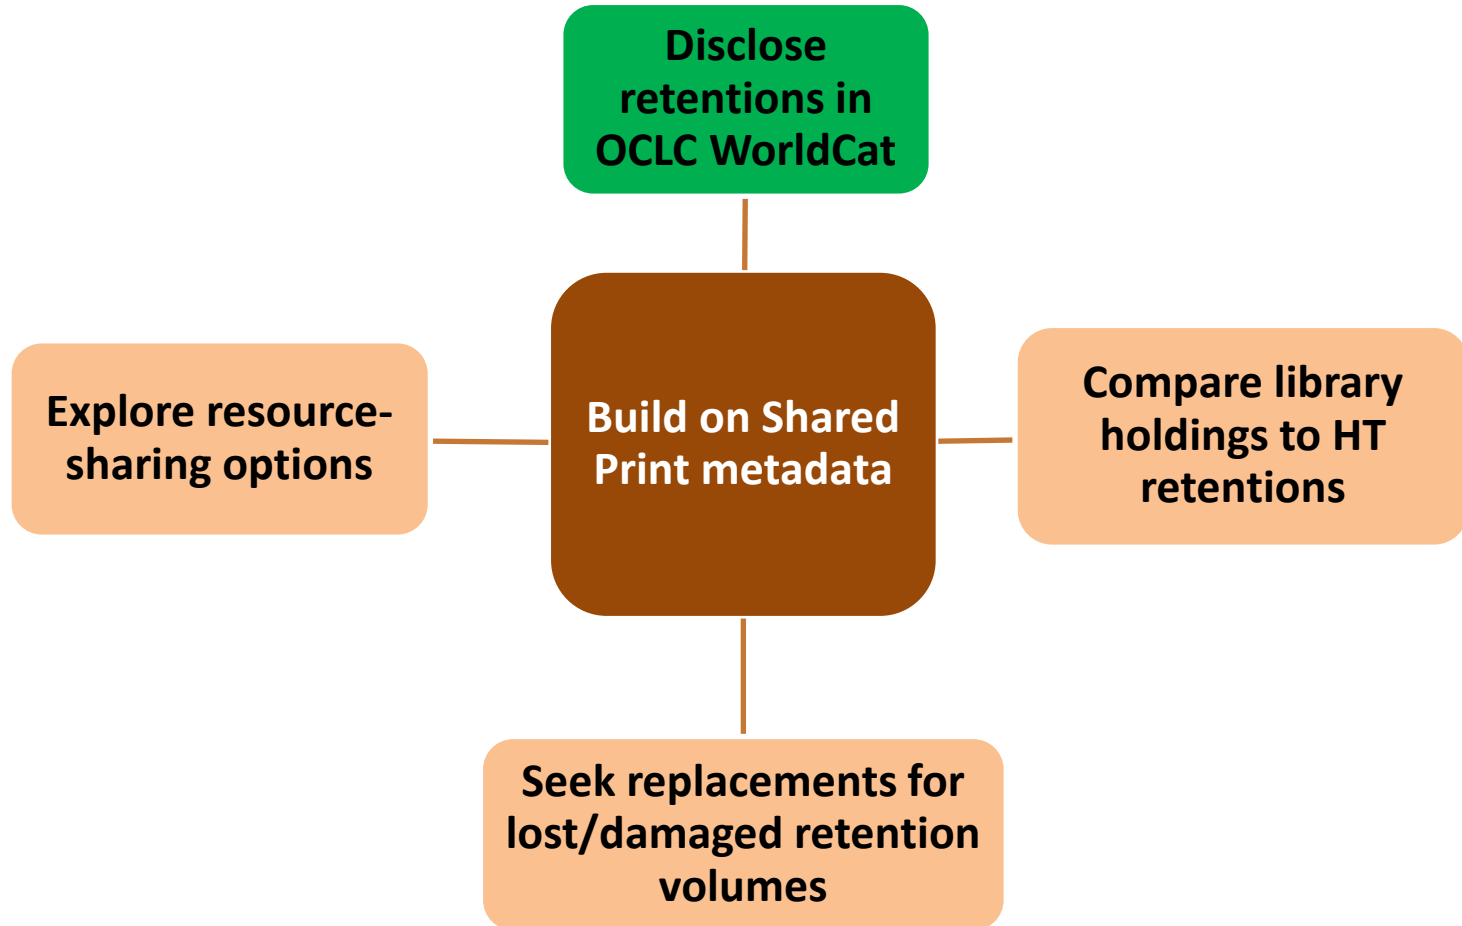 Disclose
retentions in
OCLC WorldCat
Explore resource-
sharing options
Build on Shared
Print metadata
Compare library
holdings to HT
retentions
Seek replacements for
lost/damaged retention
volumes